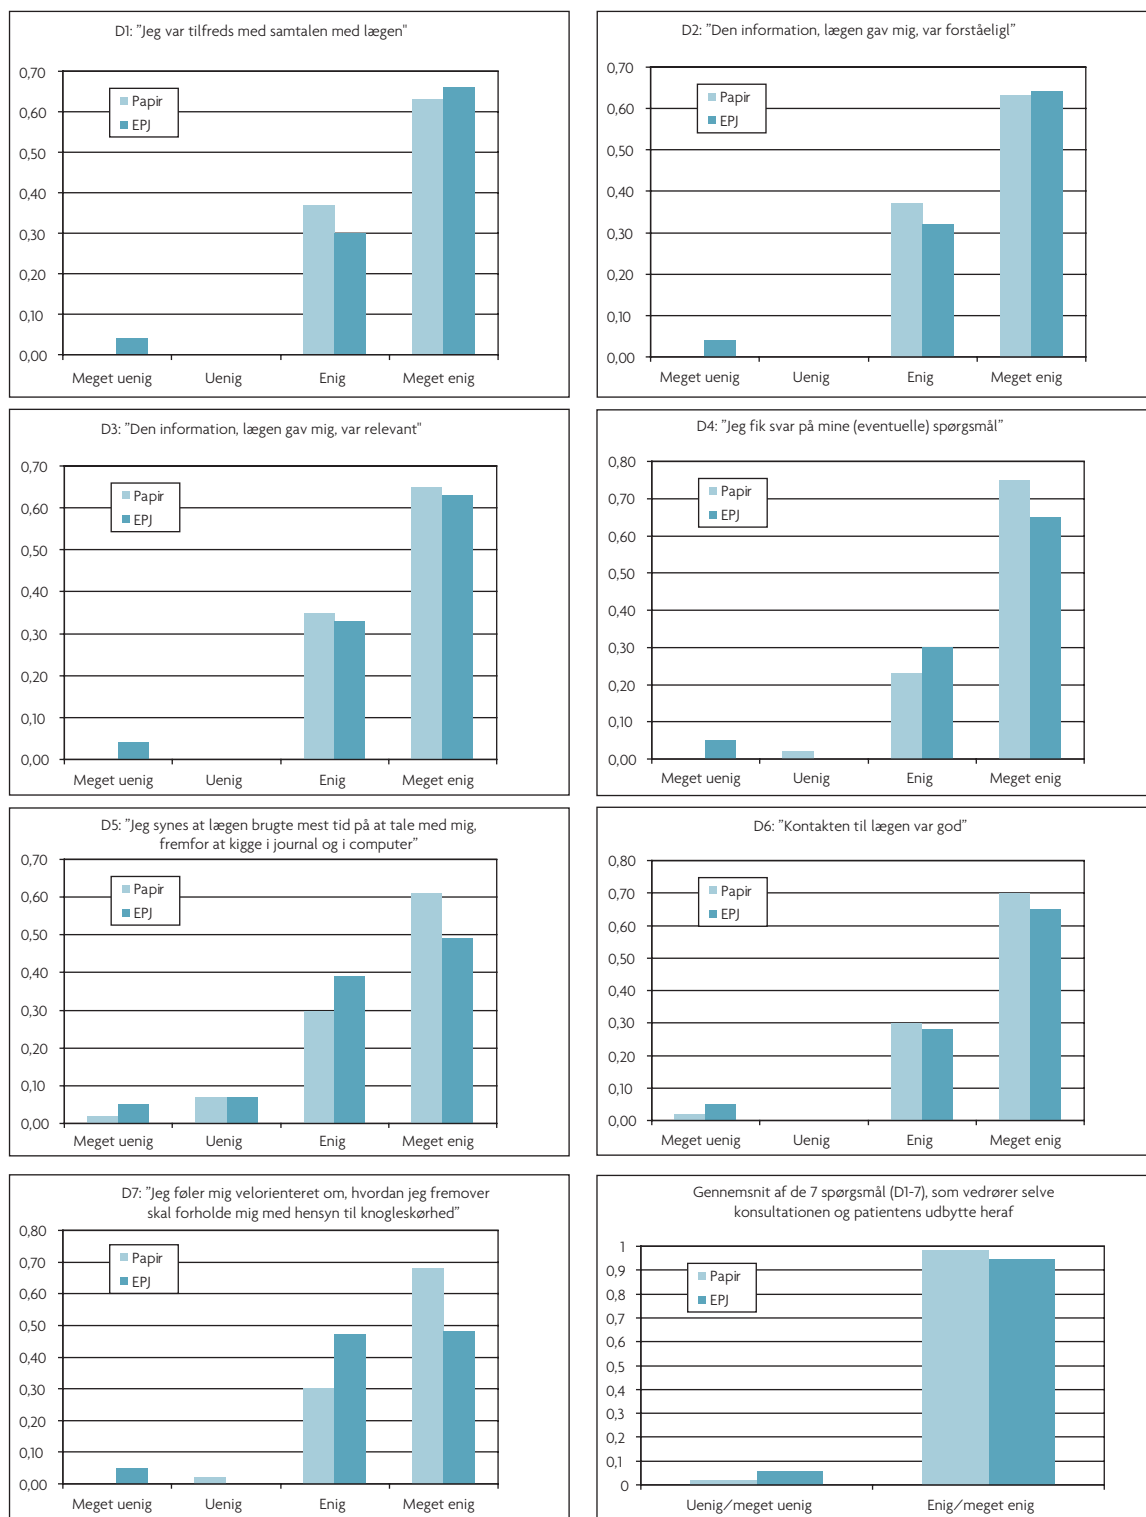 D1: ”Jeg var tilfreds med samtalen med lægen"
0,70
0,60
0,50
0,40
0,30
0,20
0,10
0,00
Papir
EPJ
Meget uenig Uenig Enig Meget enig
D2: ”Den information, lægen gav mig, var forståeligl”
0,70
0,60
0,50
0,40
0,30
0,20
0,10
0,00
Papir
EPJ
Meget uenig Uenig Enig Meget enig
D3: ”Den information, lægen gav mig, var relevant"
0,70
0,60
0,50
0,40
0,30
0,20
0,10
0,00
Papir
EPJ
Meget uenig Uenig Enig Meget enig
D4: ”Jeg fik svar på mine (eventuelle) spørgsmål”
0,80
0,70
0,60
0,50
0,40
0,30
0,20
0,10
0,00
Papir
EPJ
Meget uenig Uenig Enig Meget enig
D5: ”Jeg synes at lægen brugte mest tid på at tale med mig,
fremfor at kigge i journal og i computer”
0,70
0,60
0,50
0,40
0,30
0,20
0,10
0,00
Papir
EPJ
Meget uenig Uenig Enig Meget enig
D6: ”Kontakten til lægen var god”
0,80
0,70
0,60
0,50
0,40
0,30
0,20
0,10
0,00
Papir
EPJ
Meget uenig Uenig Enig Meget enig
D7: ”Jeg føler mig velorienteret om, hvordan jeg fremover
skal forholde mig med hensyn til knogleskørhed”
0,80
0,70
0,60
0,50
0,40
0,30
0,20
0,10
0,00
Papir
EPJ
Meget uenig Uenig Enig Meget enig
Gennemsnit af de 7 spørgsmål (D1-7), som vedrører selve
konsultationen og patientens udbytte heraf
1
0,9
0,8
0,7
0,6
0,5
0,4
0,3
0,2
0,1
0
Papir
EPJ
Uenig/meget uenig Enig/meget enig